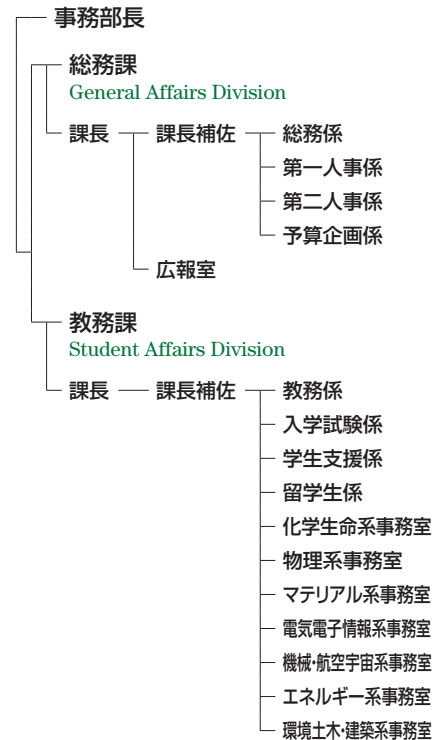 事務部長
総務課
General Affairs Division
課長 課長補佐 総務係
第一人事係
第二人事係
予算企画係
広報室
教務課
Student Affairs Division
課長 課長補佐 教務係
入学試験係
学生支援係
留学生係
化学生命系事務室
物理系事務室
マテリアル系事務室
電気電子情報系事務室
機械・航空宇宙系事務室
エネルギー系事務室
環境土木・建築系事務室